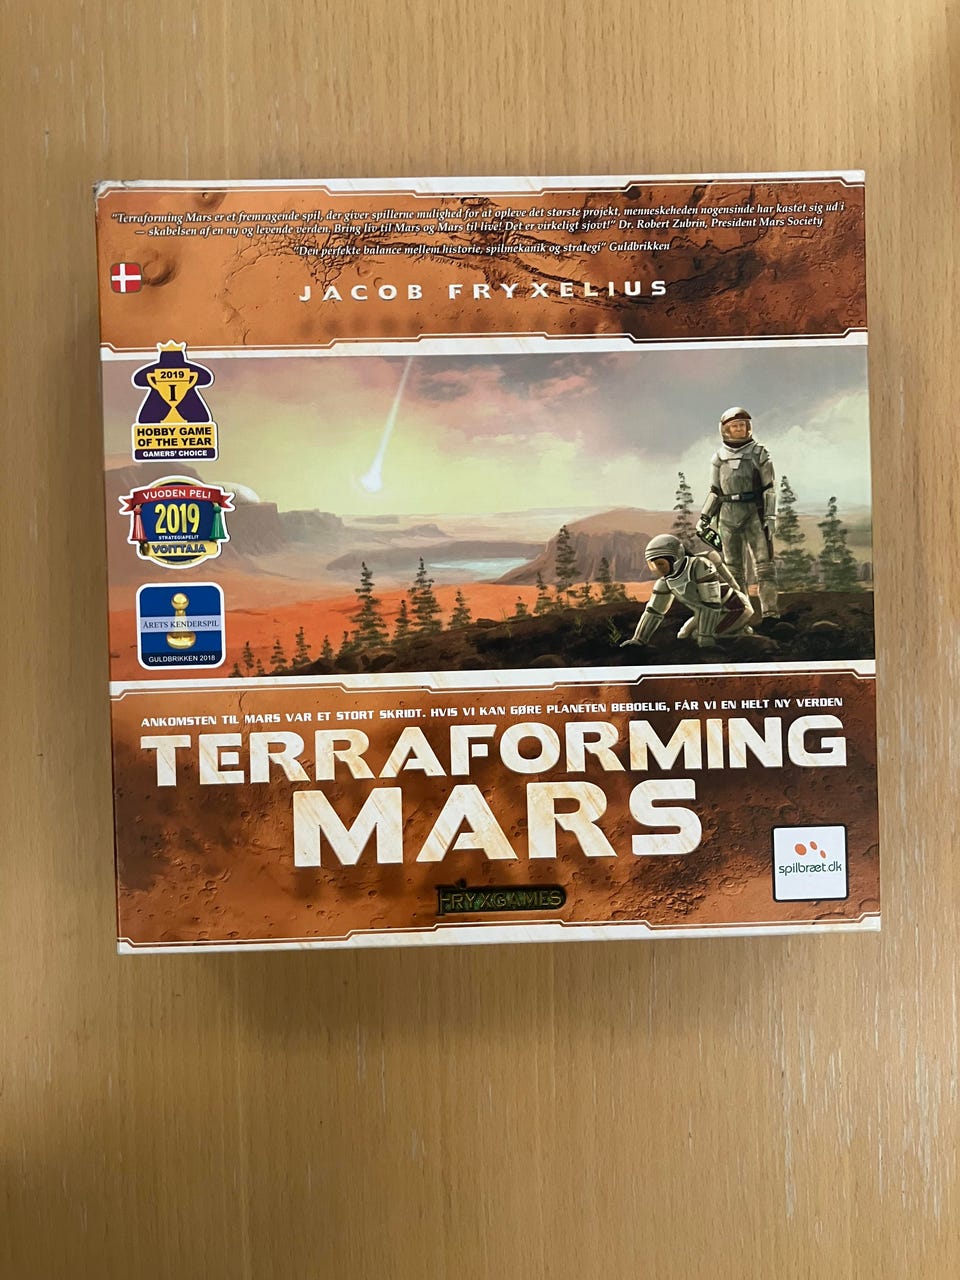 "Terraforming Mars er et fremragende spil, der giver spillerne mulighed for at opleve det største projekt, menneskeheden nogensinde har kastet sig ud i
– skabelsen af en ny og levende verden. Bring liv til Mars og Mars til live! Det er virkeligt sjovt!" Dr. Robert Zubrin, President Mars Society
"Den perfekte balance mellem historie, spilmekanik og strategi" Guldbrikken
JACOB FRYXELIUS
2019
1
HOBBY GAME
OF THE YEAR
GAMERS' CHOICE
VUODEN PELI
2019
STRATEGIAPELIT
VOITTAJA
ÅRETS KENDERSPIL
GULDBRIKKEN 2018
ANKOMSTEN TIL MARS VAR ET STORT SKRIDT. HVIS VI KAN GØRE PLANETEN BEBOELIG, FÅR VI EN HELT NY VERDEN
TERRAFORMING
MARS
spilbræt.dk
FRYXGAMES